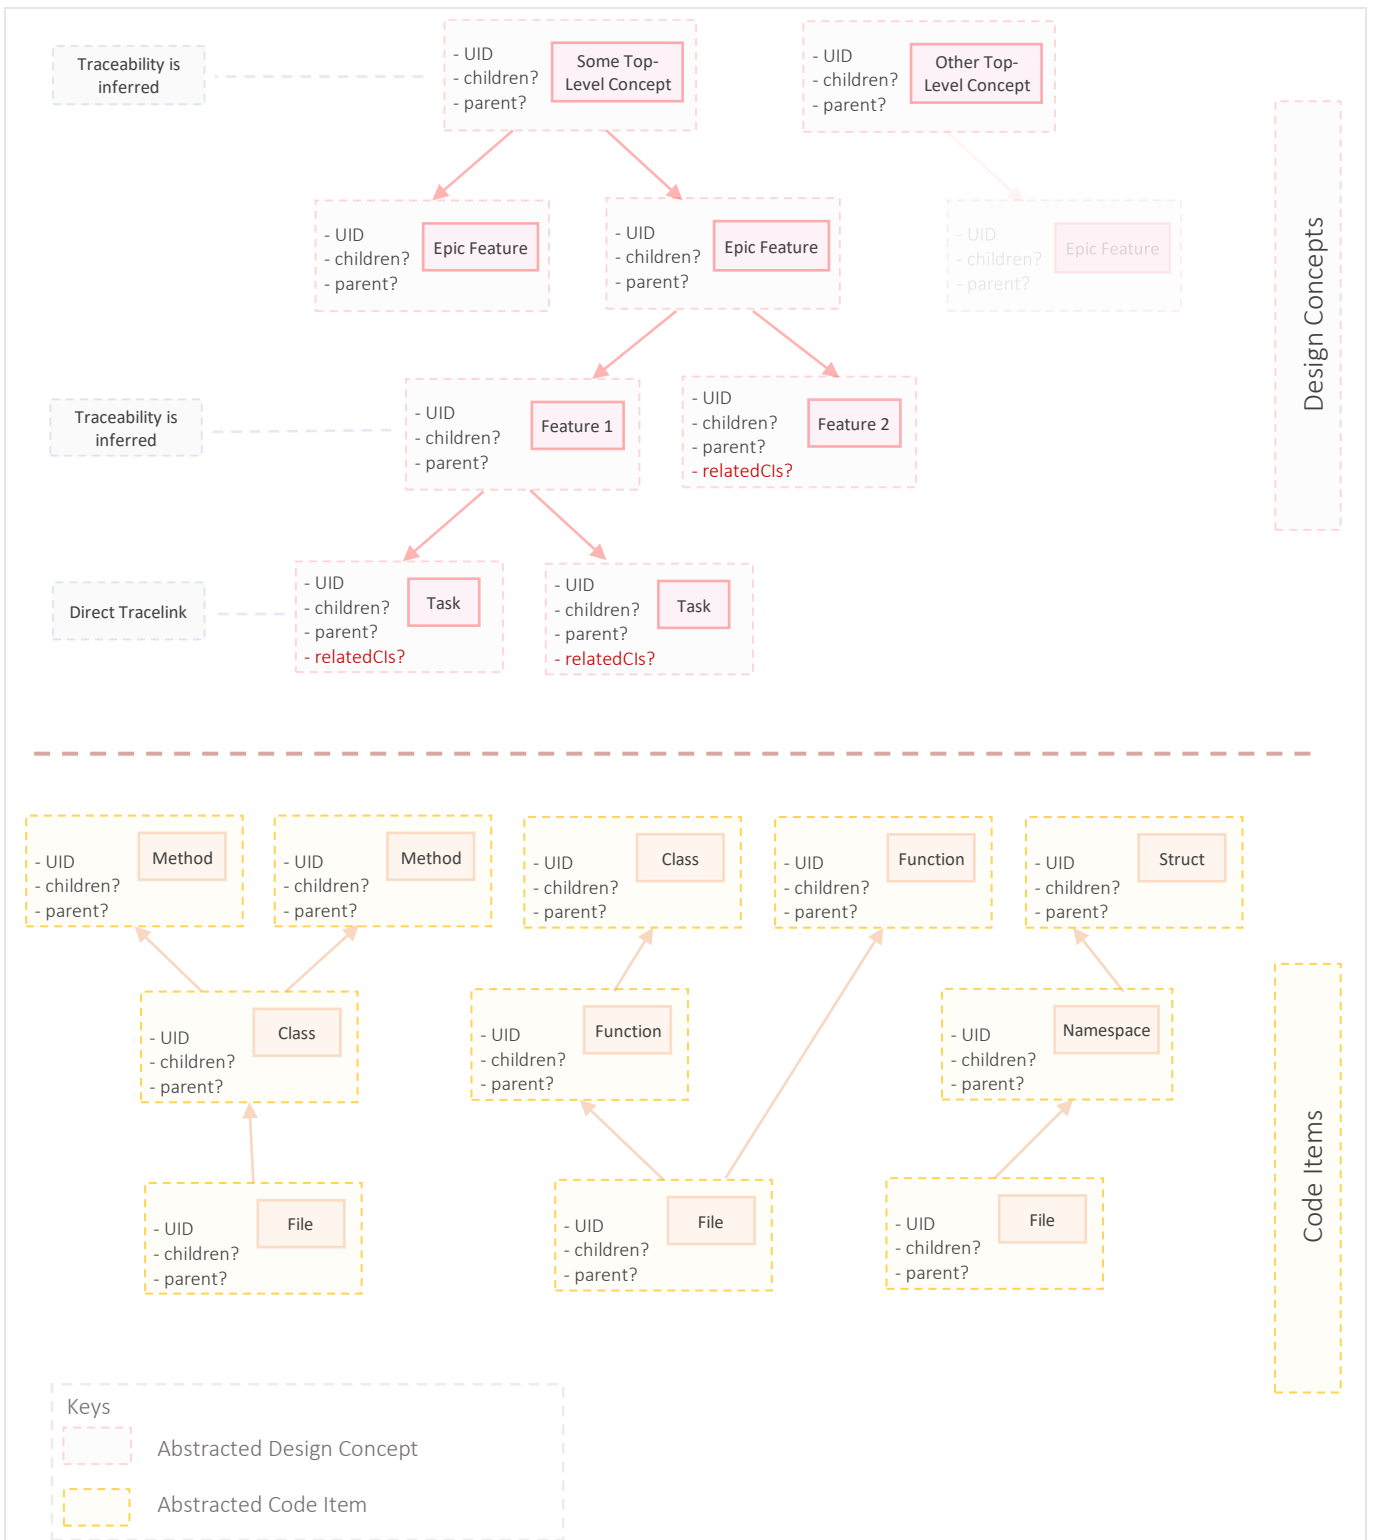 Traceability is
inferred
- UID
- children?
- parent?
Some Top-
Level Concept
- UID
- children?
- parent?
Other Top-
Level Concept
- UID
- children?
- parent?
Epic Feature
- UID
- children?
- parent?
Epic Feature
- UID
- children?
- parent?
Epic Feature
Design Concepts
Traceability is
inferred
- UID
- children?
- parent?
Feature 1
- UID
- children?
- parent?
- relatedCIs?
Feature 2
Direct Tracelink
- UID
- children?
- parent?
- relatedCIs?
Task
- UID
- children?
- parent?
- relatedCIs?
Task
- UID
- children?
- parent?
Method
- UID
- children?
- parent?
Method
- UID
- children?
- parent?
Class
- UID
- children?
- parent?
Function
- UID
- children?
- parent?
Struct
- UID
- children?
- parent?
Class
- UID
- children?
- parent?
Function
- UID
- children?
- parent?
Namespace
Code Items
- UID
- children?
- parent?
File
- UID
- children?
- parent?
File
- UID
- children?
- parent?
File
Keys
Abstracted Design Concept
Abstracted Code Item